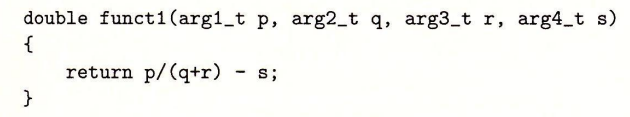 double funct1(arg1_t p, arg2_t q, arg3_t r, arg4_t s)
{
    return p/(q+r) - s;
}